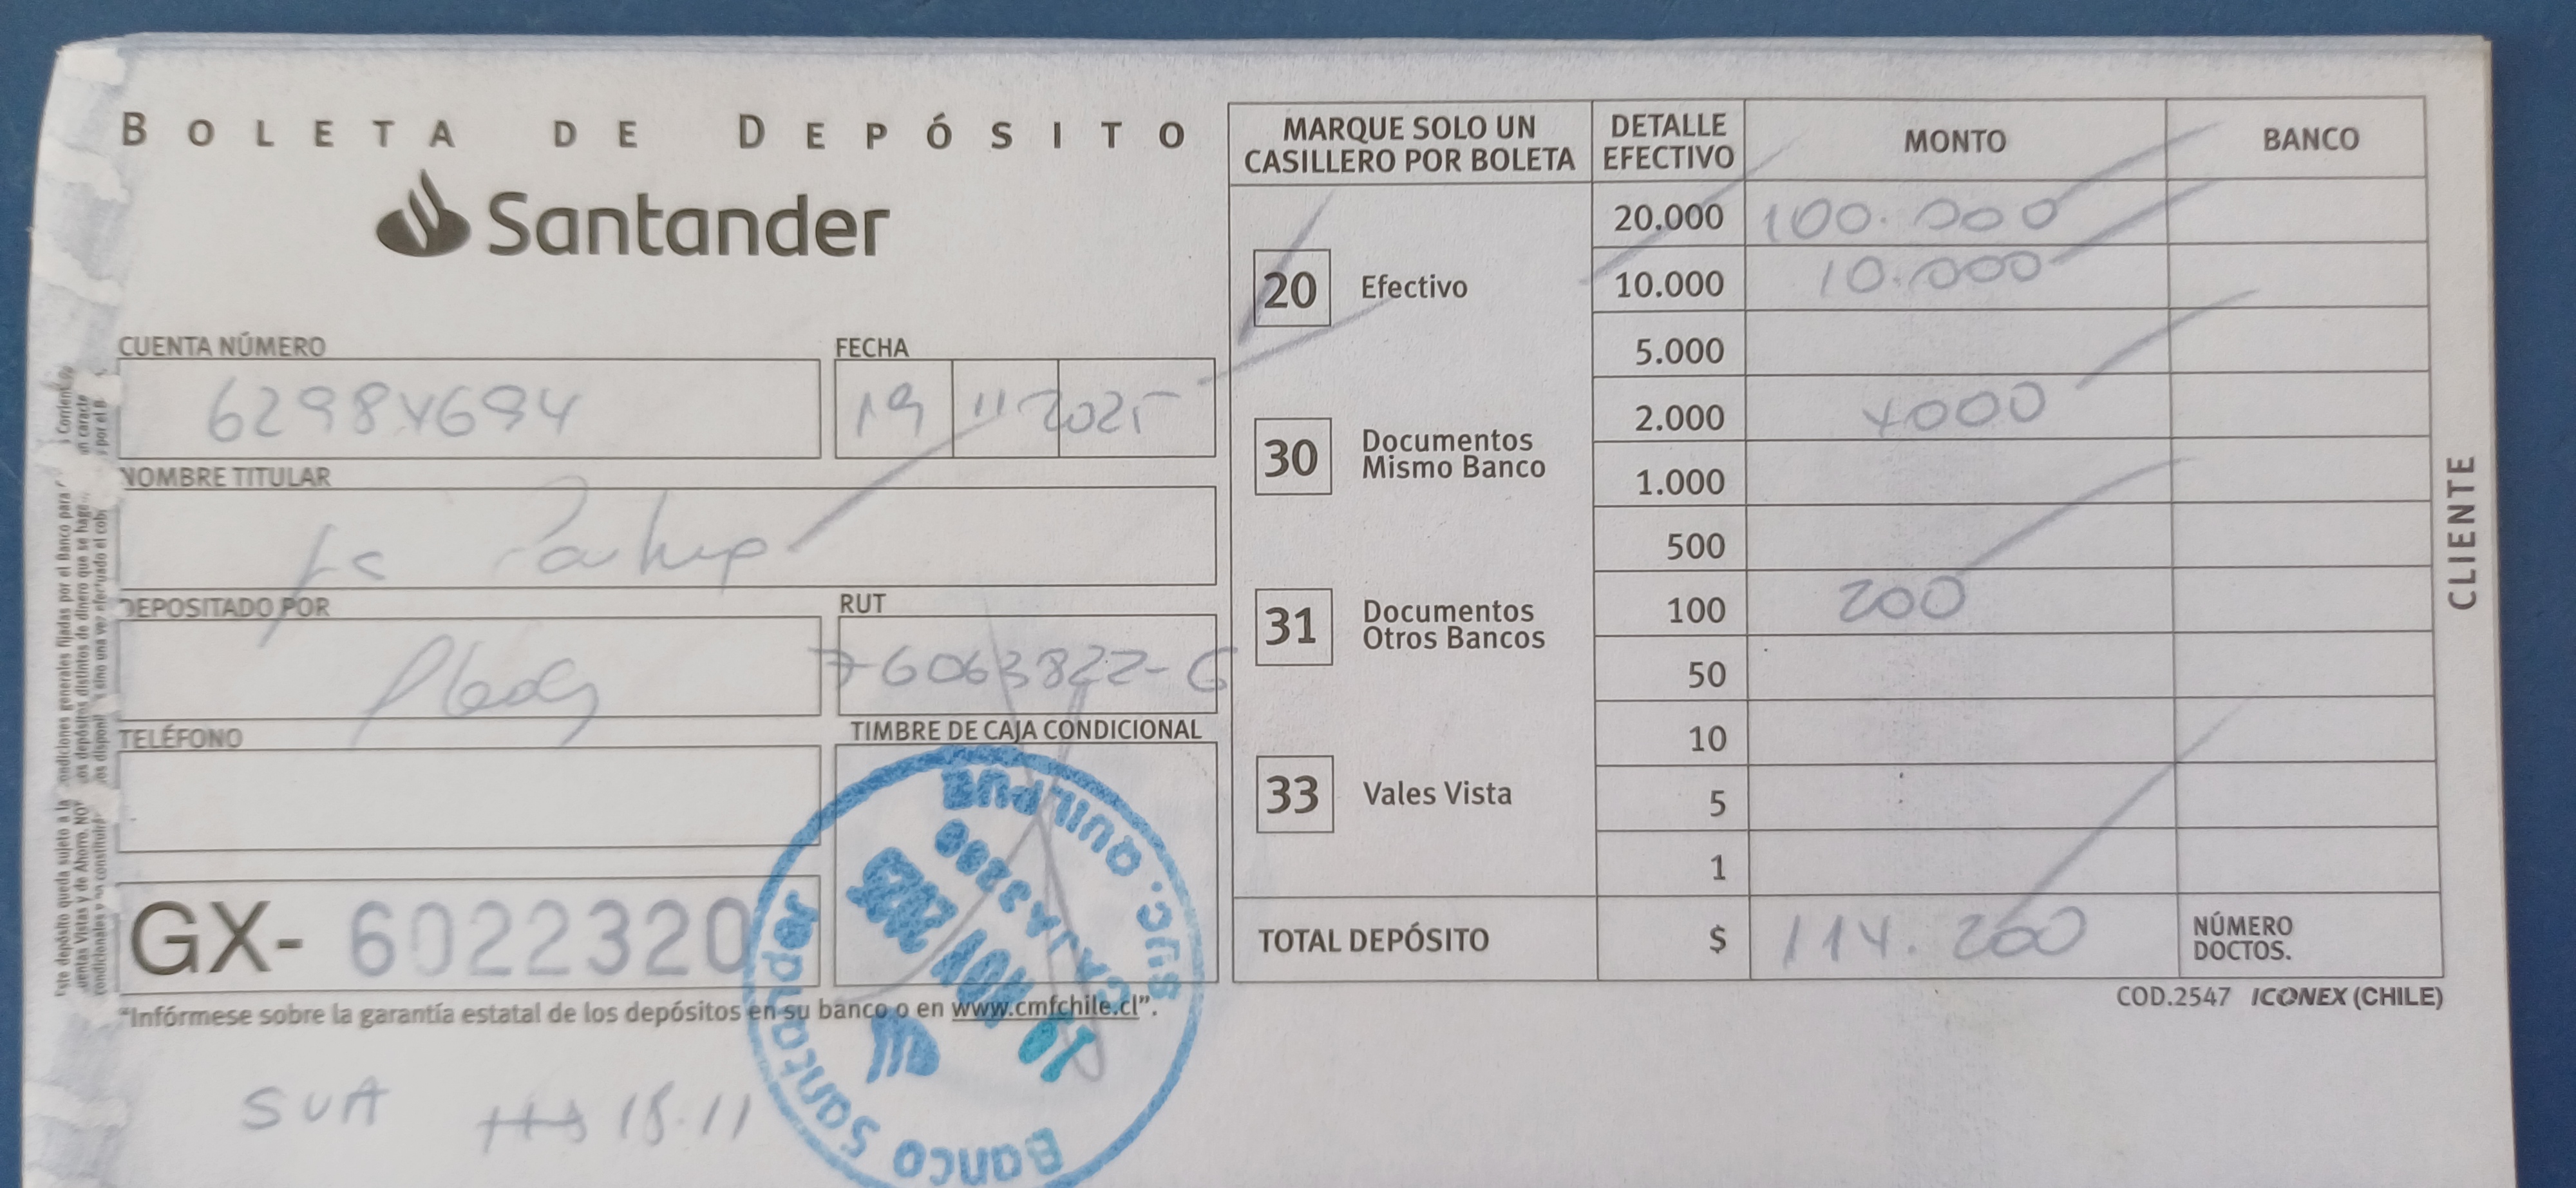 BOLETA DE DEPÓSITO
Santander
CUENTA NÚMERO
62984694
FECHA
19 11 2025
NOMBRE TITULAR
DEPOSITADO POR
RUT
76063822-6
TELÉFONO
TIMBRE DE CAJA CONDICIONAL
GX- 6022320
"Infórmese sobre la garantía estatal de los depósitos en su banco o en www.cmfchile.cl".
SUA 18.11
MARQUE SOLO UN CASILLERO POR BOLETA
20 Efectivo
30 Documentos Mismo Banco
31 Documentos Otros Bancos
33 Vales Vista
DETALLE EFECTIVO MONTO BANCO
20.000 100.000
10.000 10.000
5.000
2.000 4000
1.000
500
100 200
50
10
5
1
TOTAL DEPÓSITO $ 114.200 NÚMERO DOCTOS.
COD.2547 ICONEX (CHILE)
CLIENTE
Banco Santander
SUC. QUILPUE
19 NOV 2025